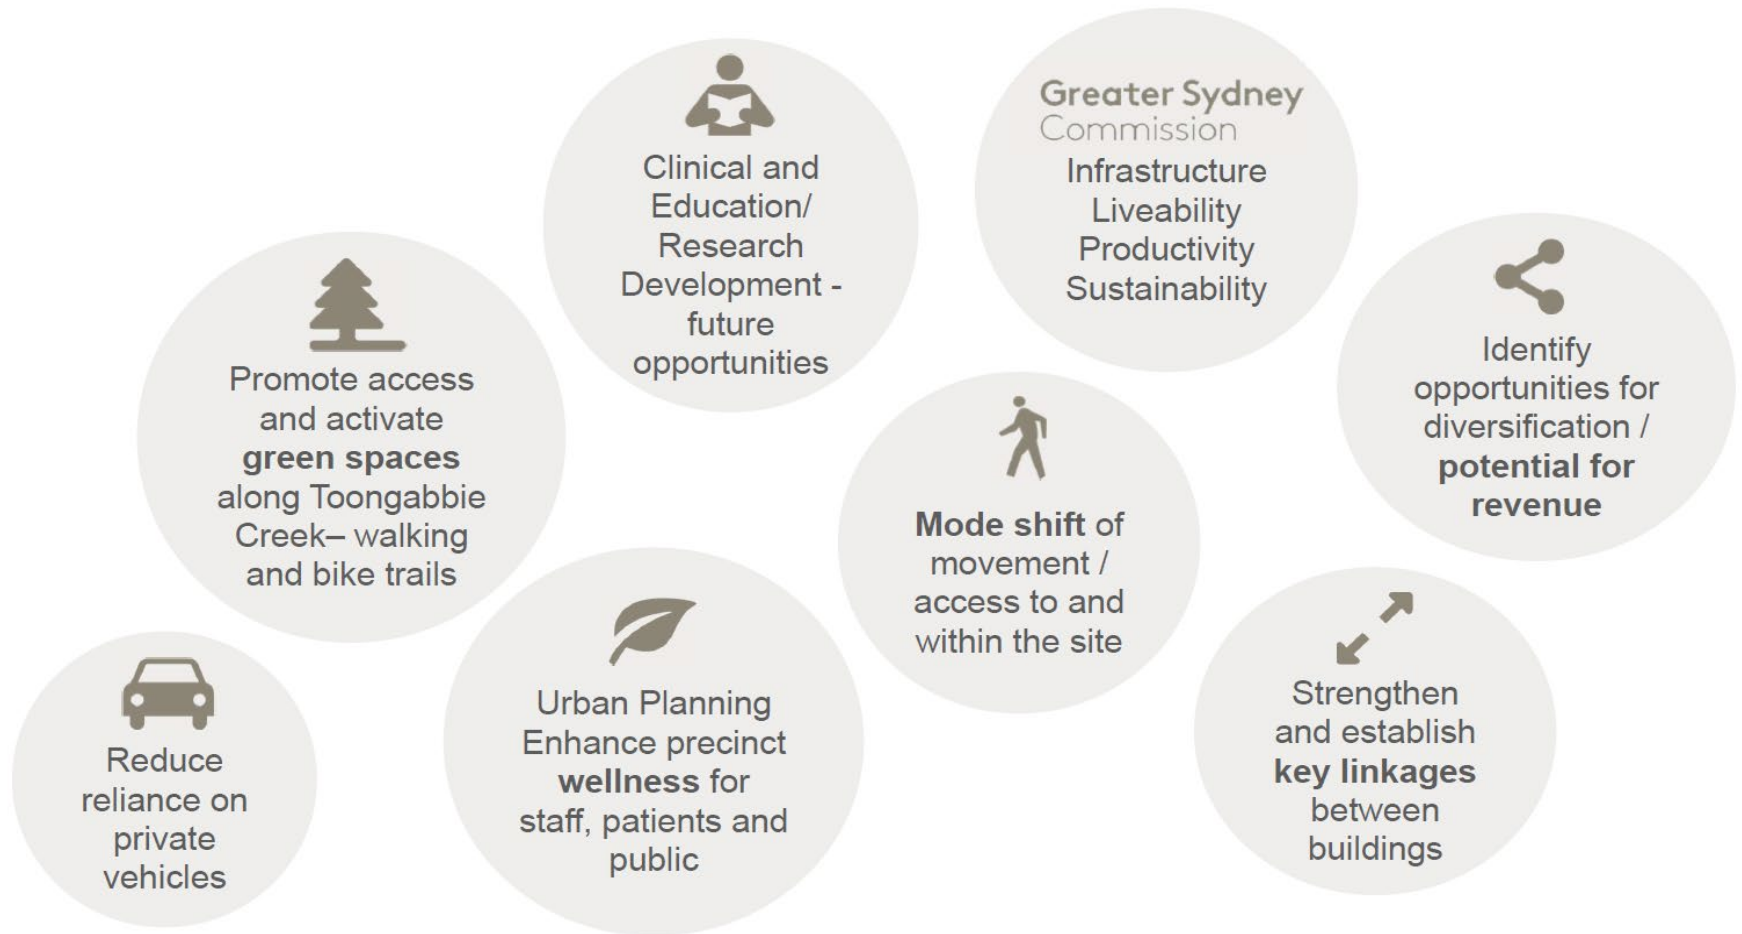 Clinical and
Education/
Research
Development -
future
opportunities
Greater Sydney
Commission
Infrastructure
Liveability
Productivity
Sustainability
Promote access
and activate
green spaces
along Toongabbie
Creek– walking
and bike trails
Identify
opportunities for
diversification /
potential for
revenue
Mode shift of
movement /
access to and
within the site
Reduce
reliance on
private
vehicles
Urban Planning
Enhance precinct
wellness for
staff, patients and
public
Strengthen
and establish
key linkages
between
buildings